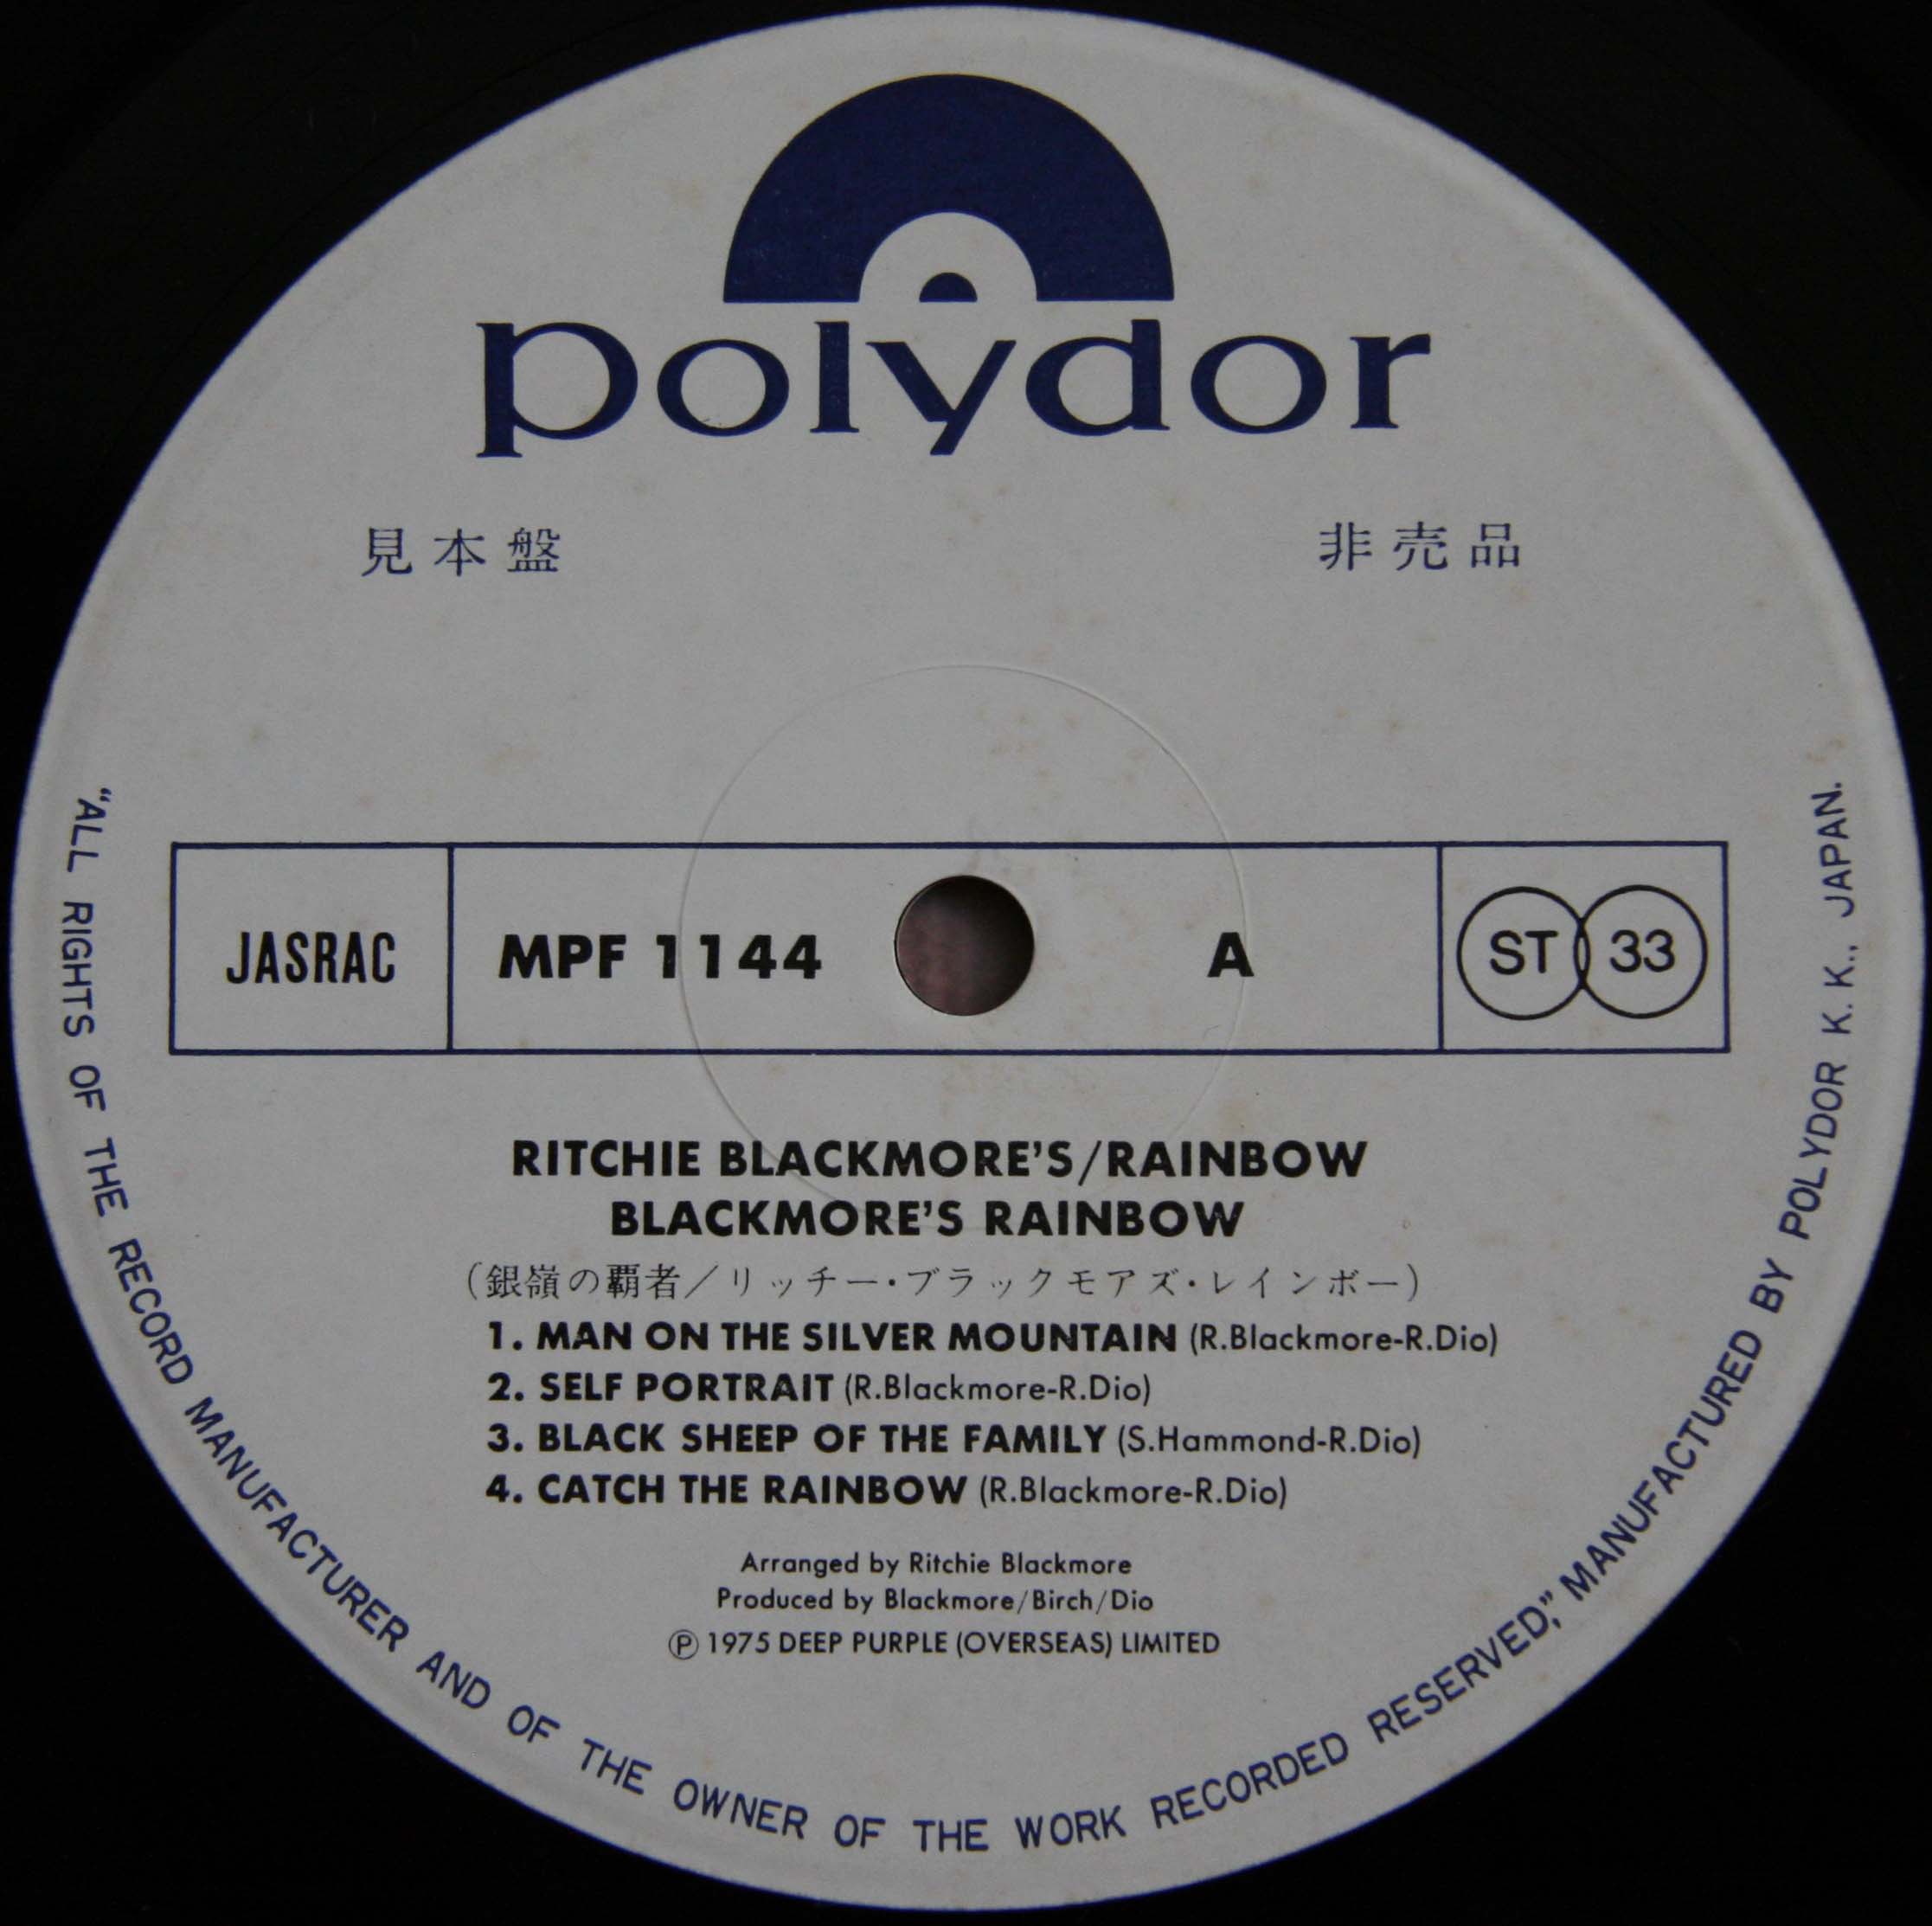 polydor
見本盤 非売品
JASRAC MPF 1144 A ST 33
RITCHIE BLACKMORE'S/RAINBOW
BLACKMORE'S RAINBOW
(銀嶺の覇者/リッチー・ブラックモアズ・レインボー)
1. MAN ON THE SILVER MOUNTAIN (R.Blackmore-R.Dio)
2. SELF PORTRAIT (R.Blackmore-R.Dio)
3. BLACK SHEEP OF THE FAMILY (S.Hammond-R.Dio)
4. CATCH THE RAINBOW (R.Blackmore-R.Dio)
Arranged by Ritchie Blackmore
Produced by Blackmore/Birch/Dio
Ⓟ 1975 DEEP PURPLE (OVERSEAS) LIMITED
"ALL RIGHTS OF THE RECORD MANUFACTURER AND OF THE OWNER OF THE WORK RECORDED RESERVED," MANUFACTURED BY POLYDOR K. K., JAPAN.